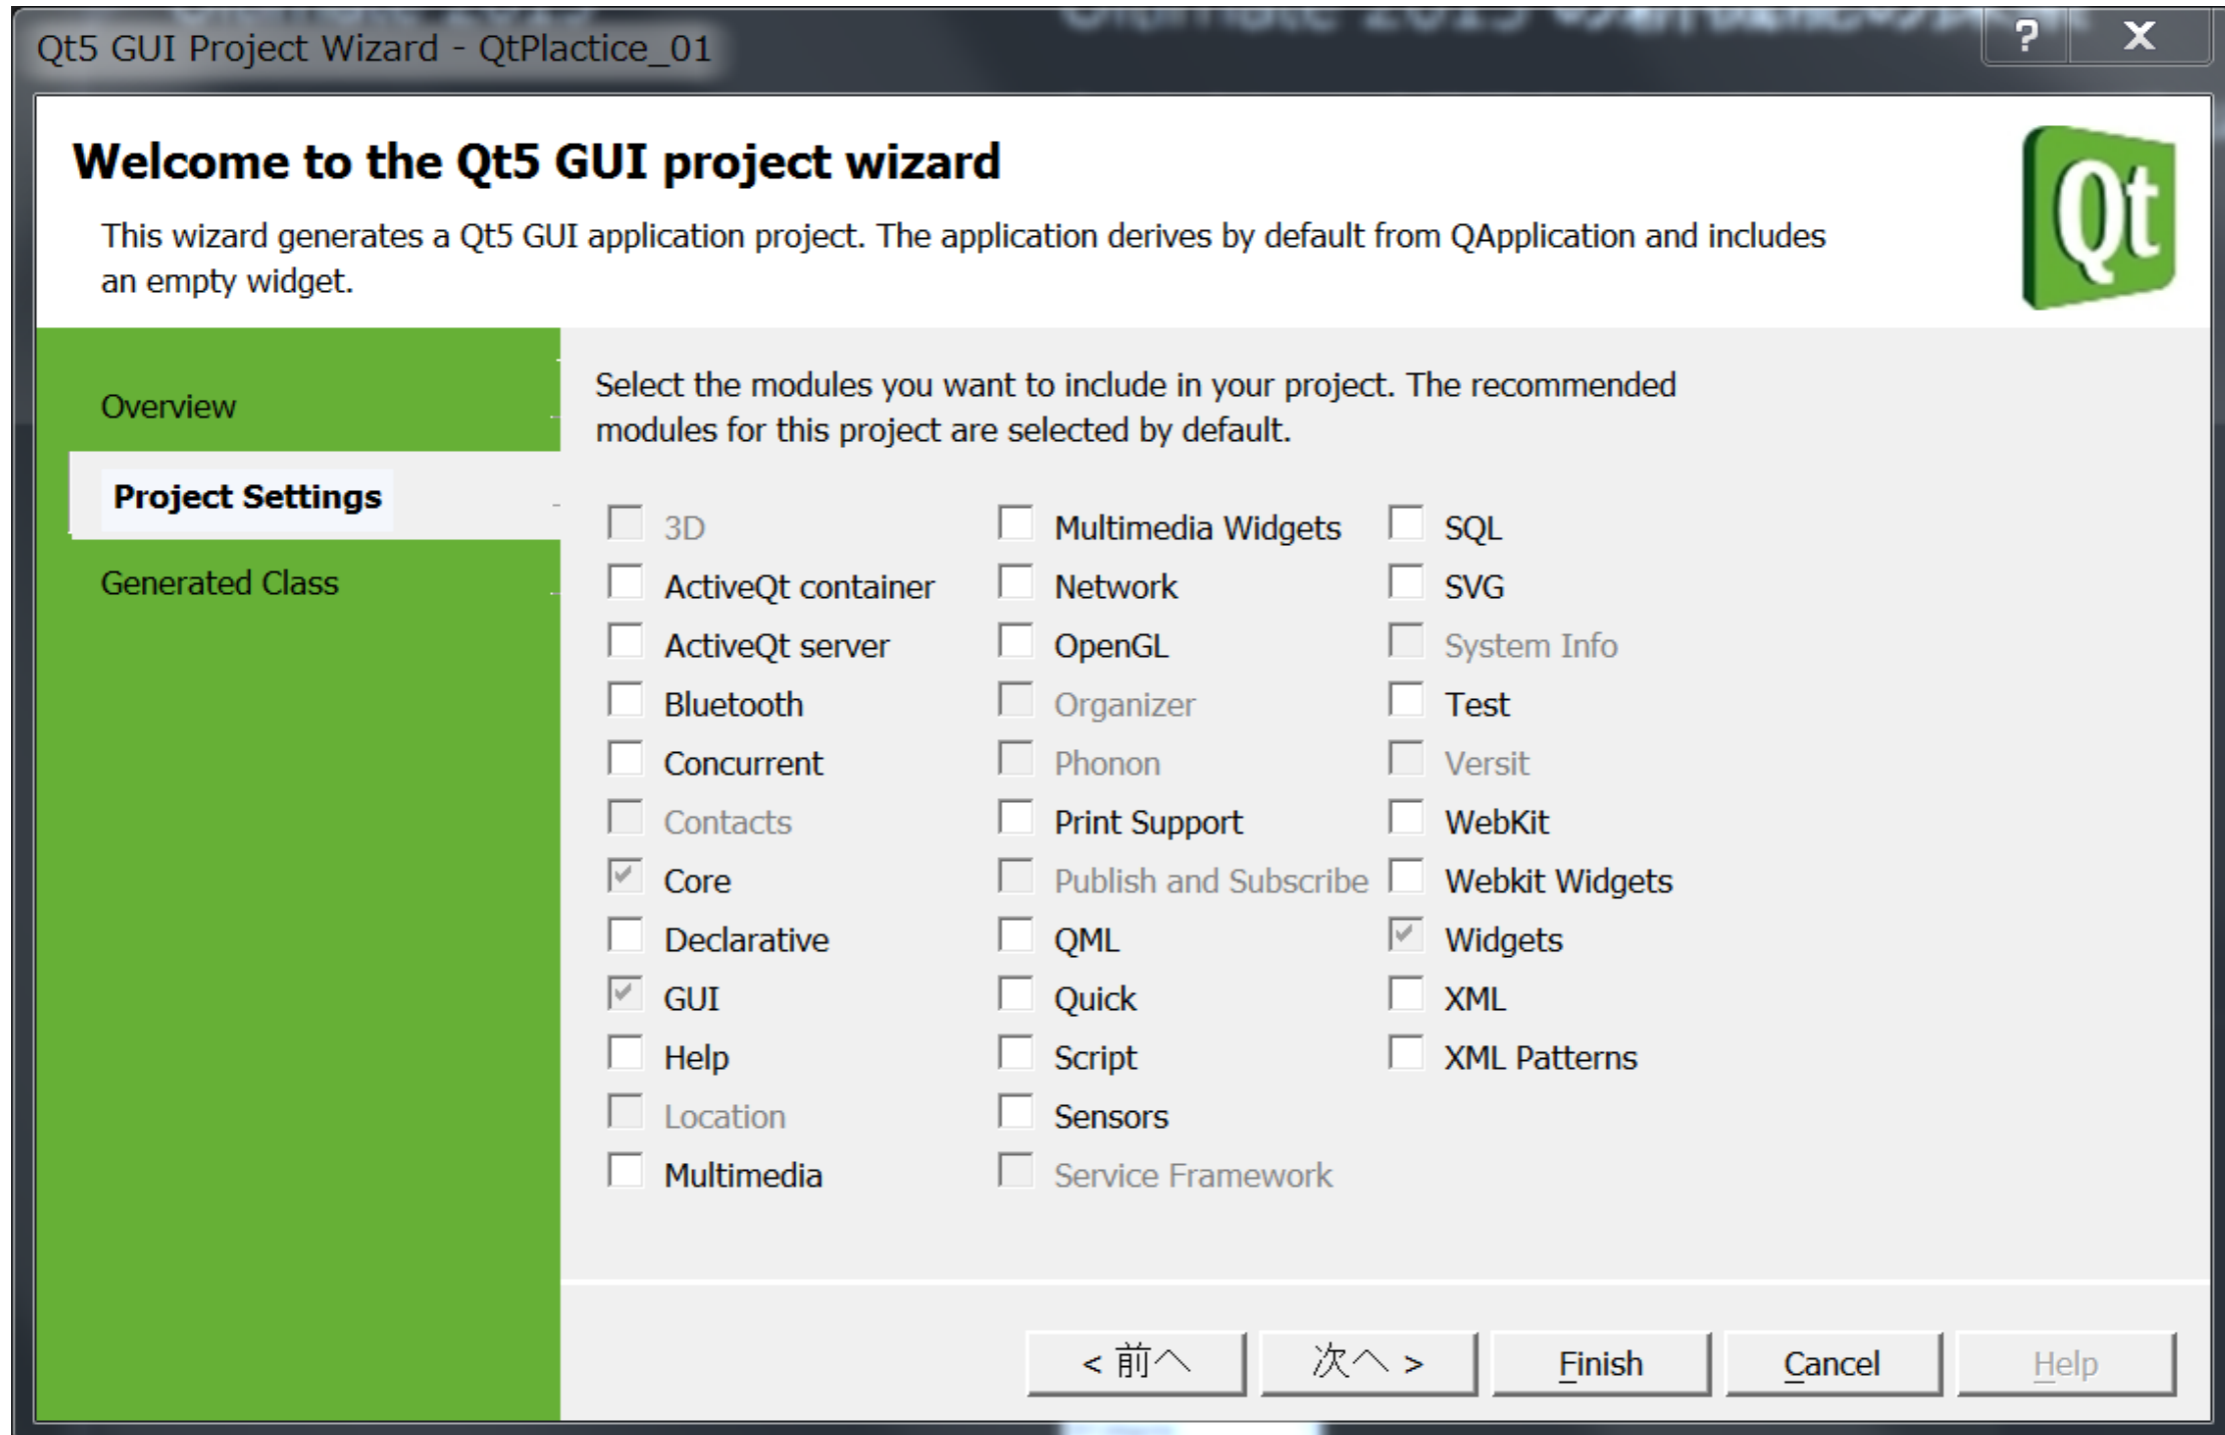 Qt5 GUI Project Wizard - QtPlactice_01
Welcome to the Qt5 GUI project wizard
This wizard generates a Qt5 GUI application project. The application derives by default from QApplication and includes
an empty widget.
Qt
Overview
Project Settings
Generated Class
Select the modules you want to include in your project. The recommended
modules for this project are selected by default.
3D
ActiveQt container
ActiveQt server
Bluetooth
Concurrent
Contacts
Core
Declarative
GUI
Help
Location
Multimedia
Multimedia Widgets
Network
OpenGL
Organizer
Phonon
Print Support
Publish and Subscribe
QML
Quick
Script
Sensors
Service Framework
SQL
SVG
System Info
Test
Versit
WebKit
Webkit Widgets
Widgets
XML
XML Patterns
< 前へ
次へ >
Finish
Cancel
Help